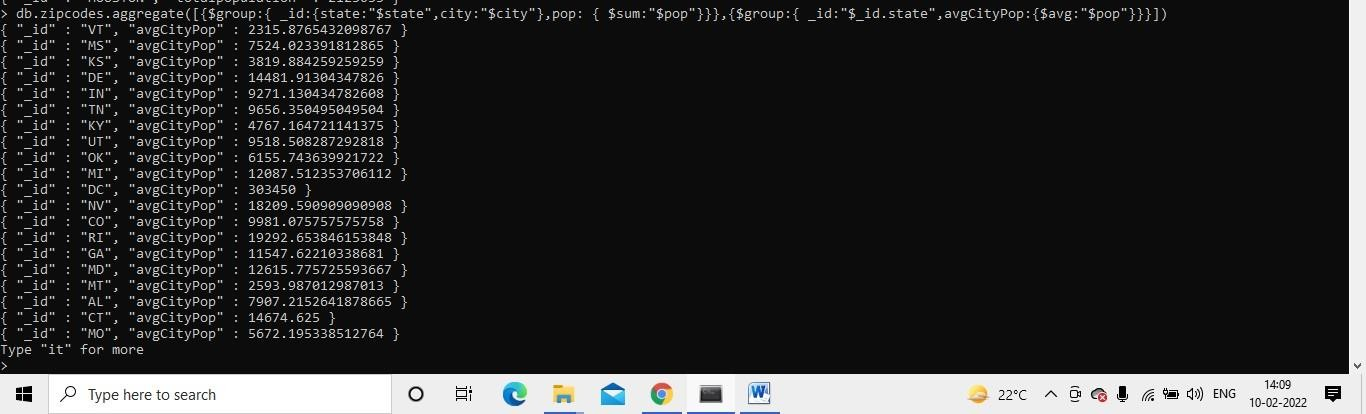 > db.zipcodes.aggregate([{$group:{ _id:{state:"$state",city:"$city"},pop: { $sum:"$pop"}}},{$group:{ _id:"$_id.state",avgCityPop:{$avg:"$pop"}}}])
{ "_id" : "VT", "avgCityPop" : 2315.8765432098767 }
{ "_id" : "MS", "avgCityPop" : 7524.023391812865 }
{ "_id" : "KS", "avgCityPop" : 3819.884259259259 }
{ "_id" : "DE", "avgCityPop" : 14481.91304347826 }
{ "_id" : "IN", "avgCityPop" : 9271.130434782608 }
{ "_id" : "TN", "avgCityPop" : 9656.350495049504 }
{ "_id" : "KY", "avgCityPop" : 4767.164721141375 }
{ "_id" : "UT", "avgCityPop" : 9518.508287292818 }
{ "_id" : "OK", "avgCityPop" : 6155.743639921722 }
{ "_id" : "MI", "avgCityPop" : 12087.512353706112 }
{ "_id" : "DC", "avgCityPop" : 303450 }
{ "_id" : "NV", "avgCityPop" : 18209.590909090908 }
{ "_id" : "CO", "avgCityPop" : 9981.075757575758 }
{ "_id" : "RI", "avgCityPop" : 19292.653846153848 }
{ "_id" : "GA", "avgCityPop" : 11547.62210338681 }
{ "_id" : "MD", "avgCityPop" : 12615.775725593667 }
{ "_id" : "MT", "avgCityPop" : 2593.987012987013 }
{ "_id" : "AL", "avgCityPop" : 7907.2152641878665 }
{ "_id" : "CT", "avgCityPop" : 14674.625 }
{ "_id" : "MO", "avgCityPop" : 5672.195338512764 }
Type "it" for more
>
Type here to search
22°C
ENG
14:09
10-02-2022